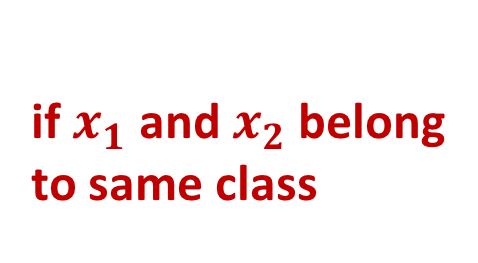 if 𝒙₁ and 𝒙₂ belong
to same class